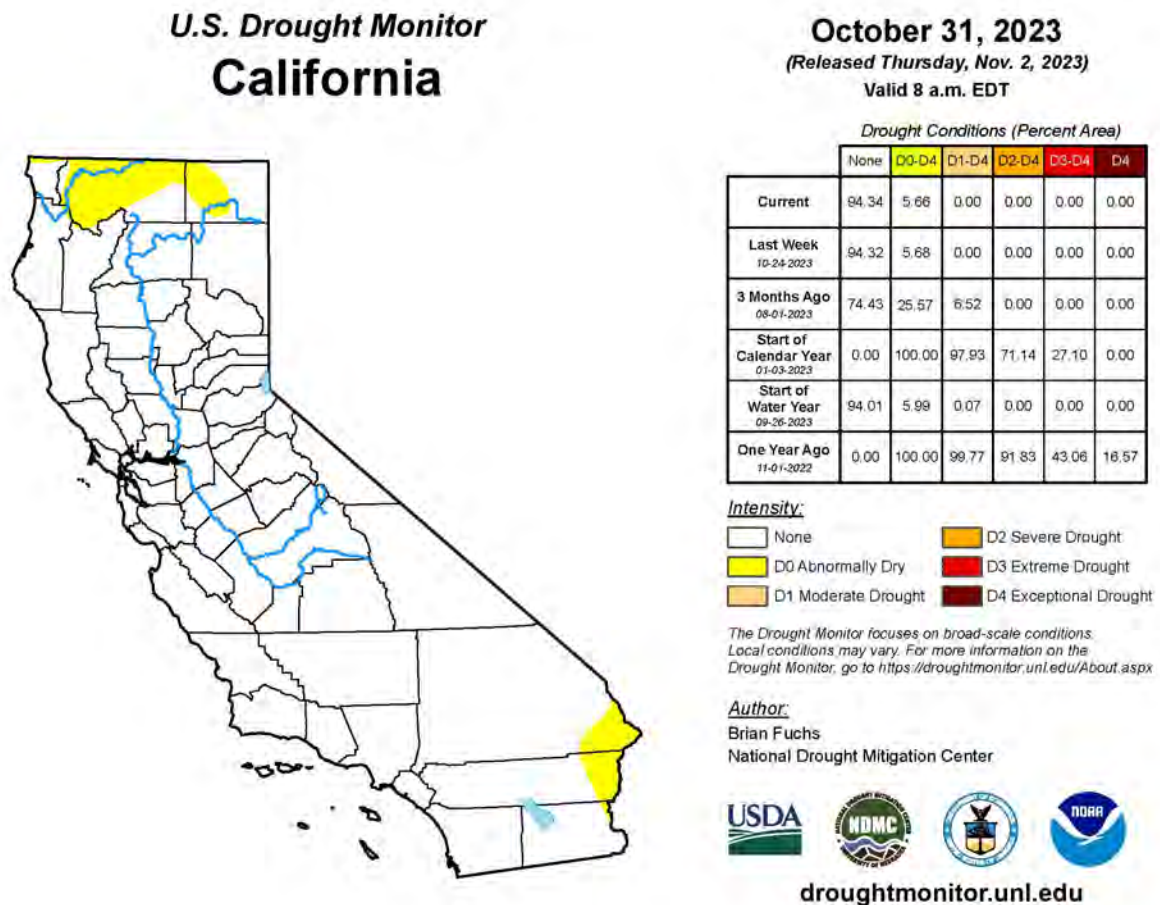 U.S. Drought Monitor
California
October 31, 2023
(Released Thursday, Nov. 2, 2023)
Valid 8 a.m. EDT
Drought Conditions (Percent Area)
None D0-D4 D1-D4 D2-D4 D3-D4 D4
Current 94.34 5.66 0.00 0.00 0.00 0.00
Last Week
10-24-2023 94.32 5.68 0.00 0.00 0.00 0.00
3 Months Ago
08-01-2023 74.43 25.57 6.52 0.00 0.00 0.00
Start of
Calendar Year
01-03-2023 0.00 100.00 97.93 71.14 27.10 0.00
Start of
Water Year
09-26-2023 94.01 5.99 0.07 0.00 0.00 0.00
One Year Ago
11-01-2022 0.00 100.00 99.77 91.83 43.06 16.57
Intensity:
None
D0 Abnormally Dry
D1 Moderate Drought
D2 Severe Drought
D3 Extreme Drought
D4 Exceptional Drought
The Drought Monitor focuses on broad-scale conditions.
Local conditions may vary. For more information on the
Drought Monitor, go to https://droughtmonitor.unl.edu/About.aspx
Author:
Brian Fuchs
National Drought Mitigation Center
USDA
NDMC
NOAA
droughtmonitor.unl.edu